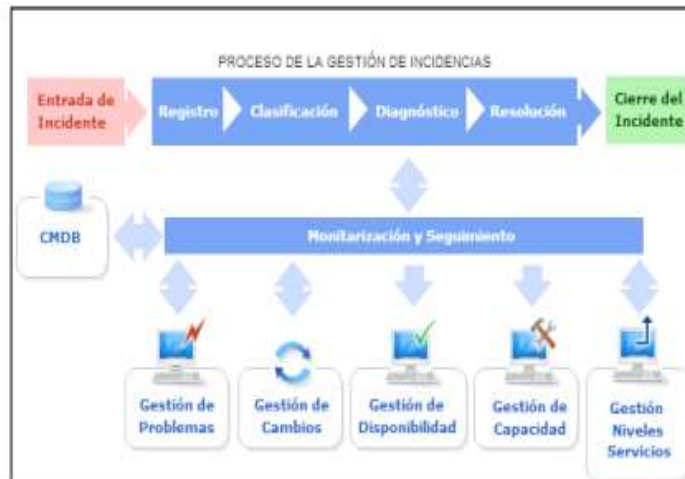 PROCESO DE LA GESTIÓN DE INCIDENCIAS
Entrada de
Incidente
Registro
Clasificación
Diagnóstico
Resolución
Cierre del
Incidente
CMDB
Monitarización y Seguimiento
Gestión de
Problemas
Gestión de
Cambios
Gestión de
Disponibilidad
Gestión de
Capacidad
Gestión
Niveles
Servicios